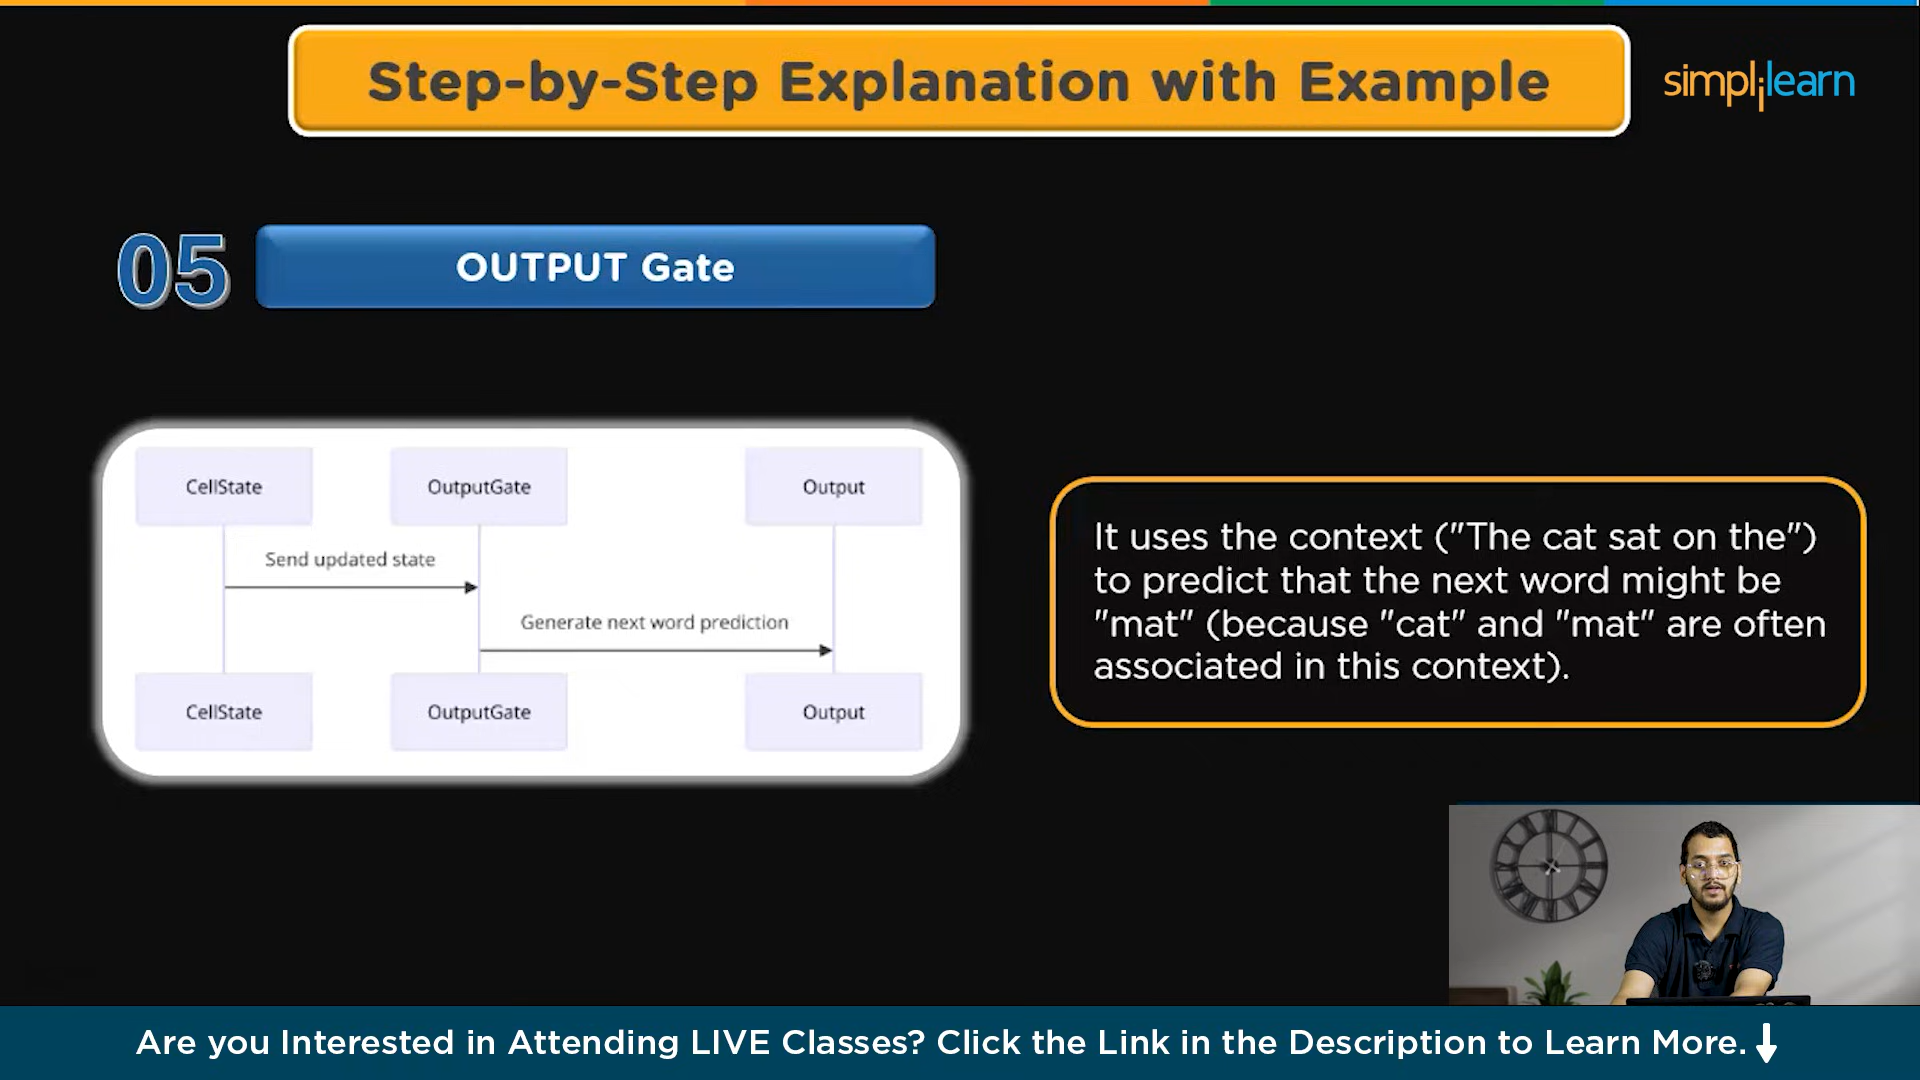 Step-by-Step Explanation with Example
simplilearn
05
OUTPUT Gate
CellState
OutputGate
Output
Send updated state
Generate next word prediction
CellState
OutputGate
Output
It uses the context ("The cat sat on the")
to predict that the next word might be
"mat" (because "cat" and "mat" are often
associated in this context).
Are you Interested in Attending LIVE Classes? Click the Link in the Description to Learn More.